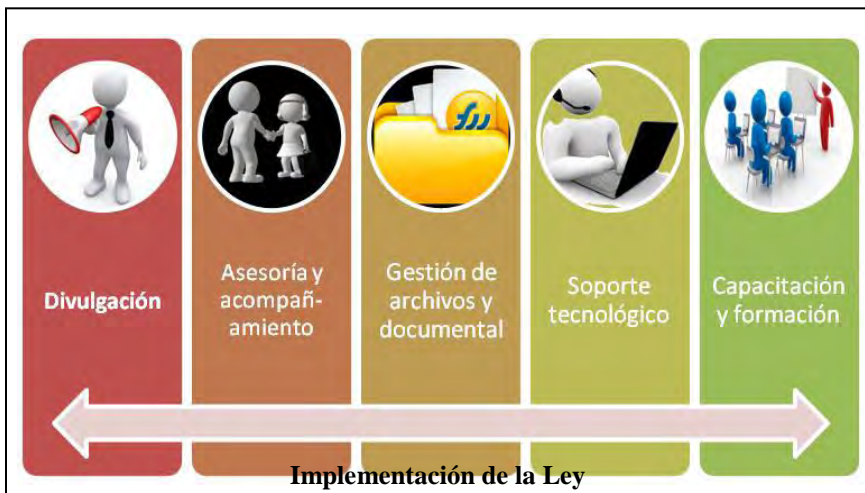 Divulgación
Asesoría y
acompañ-
amiento
Gestión de
archivos y
documental
Soporte
tecnológico
Capacitación
y formación
Implementación de la Ley